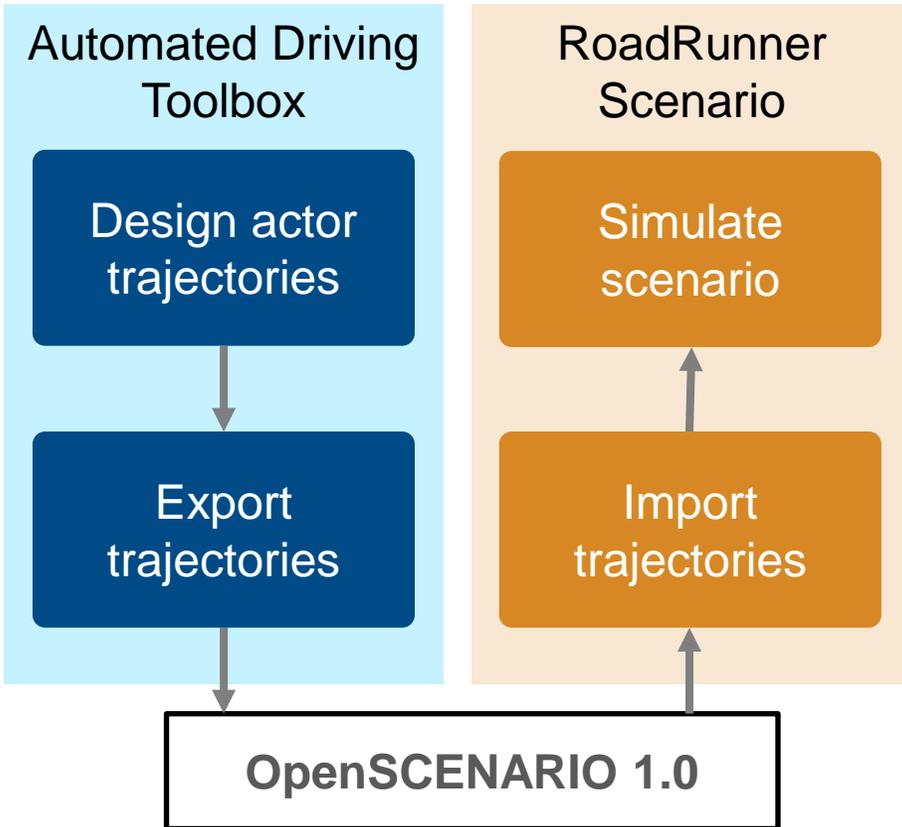 Automated Driving
Toolbox
Design actor
trajectories
Export
trajectories
RoadRunner
Scenario
Simulate
scenario
Import
trajectories
OpenSCENARIO 1.0